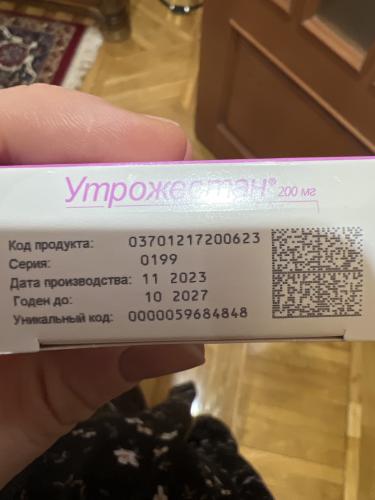 Утрожестан® 200 мг
Код продукта: 03701217200623
Серия: 0199
Дата производства: 11 2023
Годен до: 10 2027
Уникальный код: 0000059684848